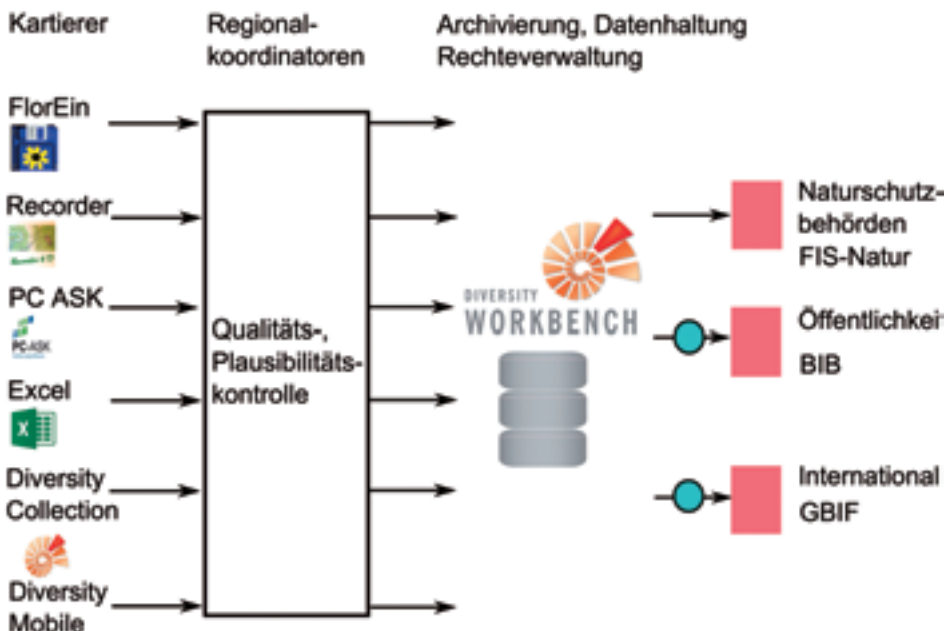 Kartierer
Regional-
koordinatoren
Archivierung, Datenhaltung
Rechteverwaltung
FlorEin
Recorder
PC ASK
PC-ASK
Excel
X
Diversity
Collection
Diversity
Mobile
Qualitäts-,
Plausibilitäts-
kontrolle
DIVERSITY
WORKBENCH
Naturschutz-
behörden
FIS-Natur
Öffentlichkei
BIB
International
GBIF